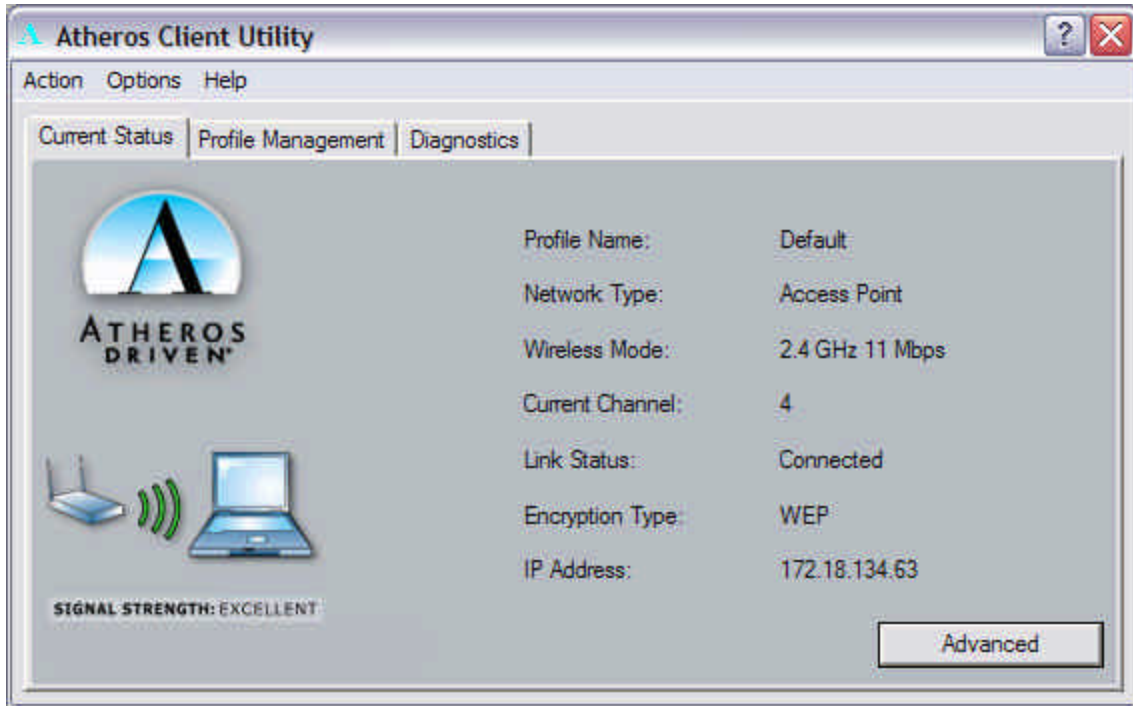 Atheros Client Utility
Action Options Help
Current Status Profile Management Diagnostics
ATHEROS
DRIVEN
Profile Name: Default
Network Type: Access Point
Wireless Mode: 2.4 GHz 11 Mbps
Current Channel: 4
Link Status: Connected
Encryption Type: WEP
IP Address: 172.18.134.63
SIGNAL STRENGTH: EXCELLENT
Advanced